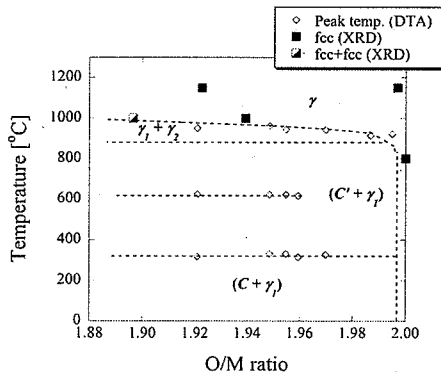 Peak temp. (DTA)
fcc (XRD)
fcc+fcc (XRD)
1200
1000
800
600
400
200
0
Temperature [°C]
γ
γ₁ + γ₂
(C' + γ₁)
(C + γ₁)
1.88
1.90
1.92
1.94
1.96
1.98
2.00
O/M ratio